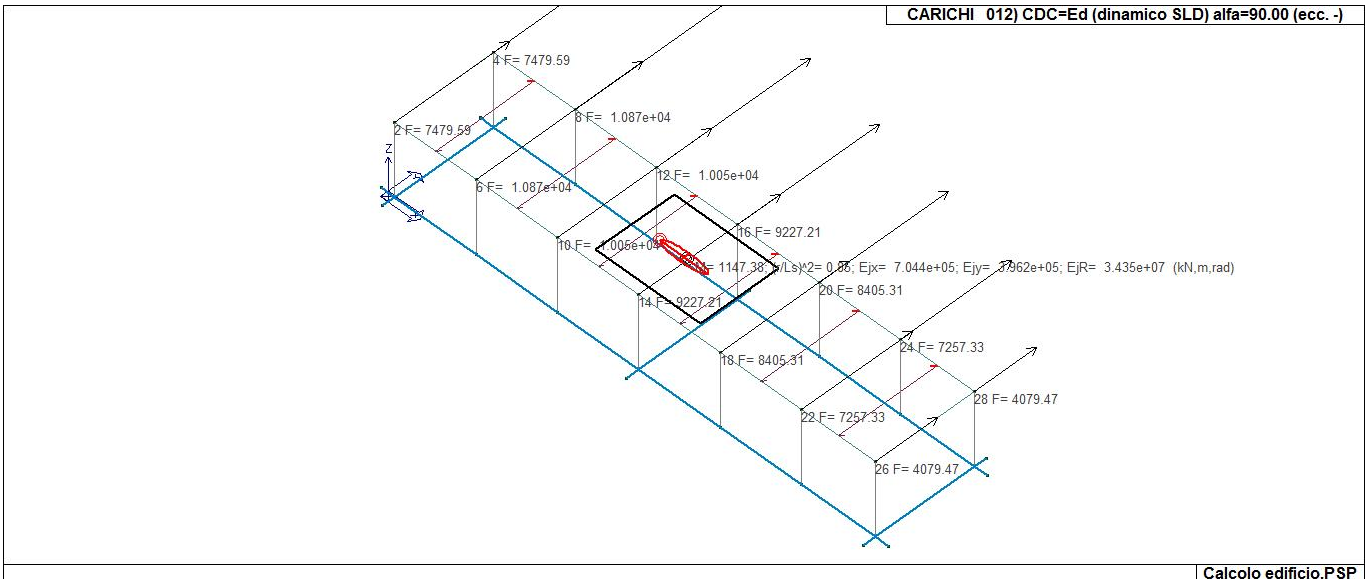 CARICHI 012) CDC=Ed (dinamico SLD) alfa=90.00 (ecc. -)
4 F= 7479.59
8 F= 1.087e+04
2 F= 7479.59
Z
12 F= 1.005e+04
6 F= 1.087e+04
16 F= 9227.21
10 F= 1.005e+04
= 1147.38; (r/Ls)^2= 0.85; Ejx= 7.044e+05; Ejy= 3.962e+05; EjR= 3.435e+07 (kN,m,rad)
20 F= 8405.31
14 F= 9227.21
24 F= 7257.33
18 F= 8405.31
28 F= 4079.47
22 F= 7257.33
26 F= 4079.47
Calcolo edificio.PSP